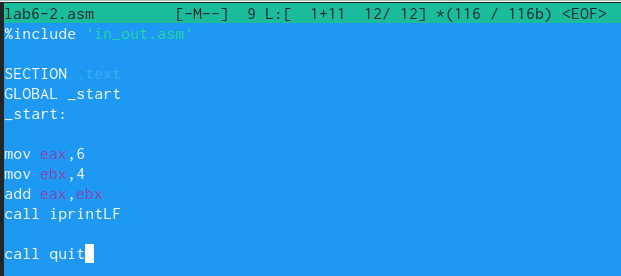 lab6-2.asm [-M--] 9 L:[ 1+11 12/ 12] *(116 / 116b) <EOF>
%include 'in_out.asm'
SECTION .text
GLOBAL _start
_start:
mov eax,6
mov ebx,4
add eax,ebx
call iprintLF
call quit